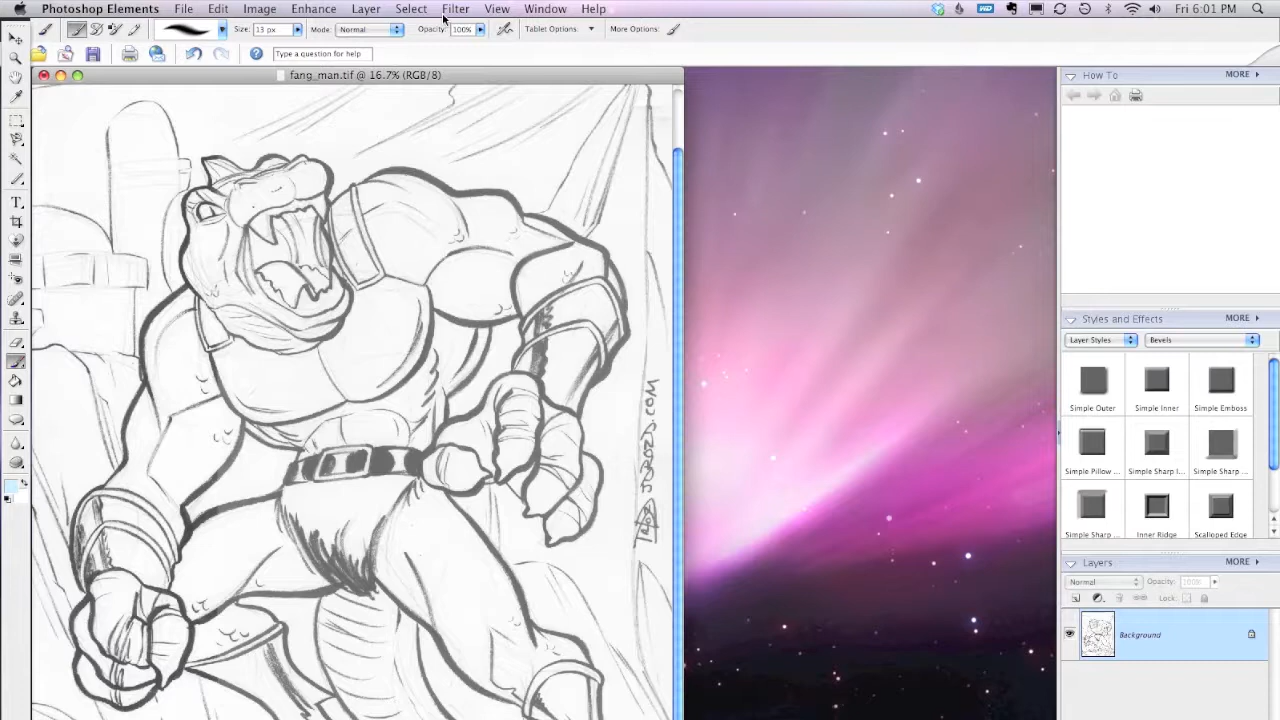 Photoshop Elements File Edit Image Enhance Layer Select Filter View Window Help Fri 6:01 PM
Size: 13 px Mode: Normal Opacity: 100% Tablet Options: More Options:
Type a question for help
fang_man.tif @ 16.7% (RGB/8)
How To MORE
Styles and Effects MORE
Layer Styles Bevels
Simple Outer Simple Inner Simple Emboss
Simple Pillow ... Simple Sharp I... Simple Sharp ...
Simple Sharp ... Inner Ridge Scalloped Edge
Layers MORE
Normal Opacity: 100%
Lock:
Background